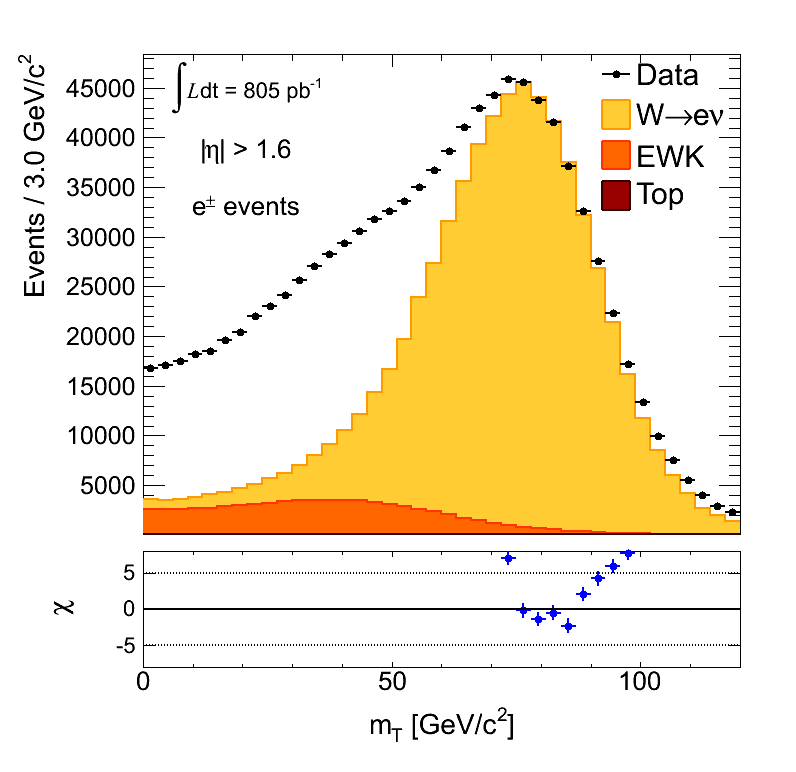 ∫Ldt = 805 pb⁻¹
|η| > 1.6
e± events
Data
W→eν
EWK
Top
Events / 3.0 GeV/c²
45000
40000
35000
30000
25000
20000
15000
10000
5000
χ
5
0
-5
0 50 100
m_T [GeV/c²]